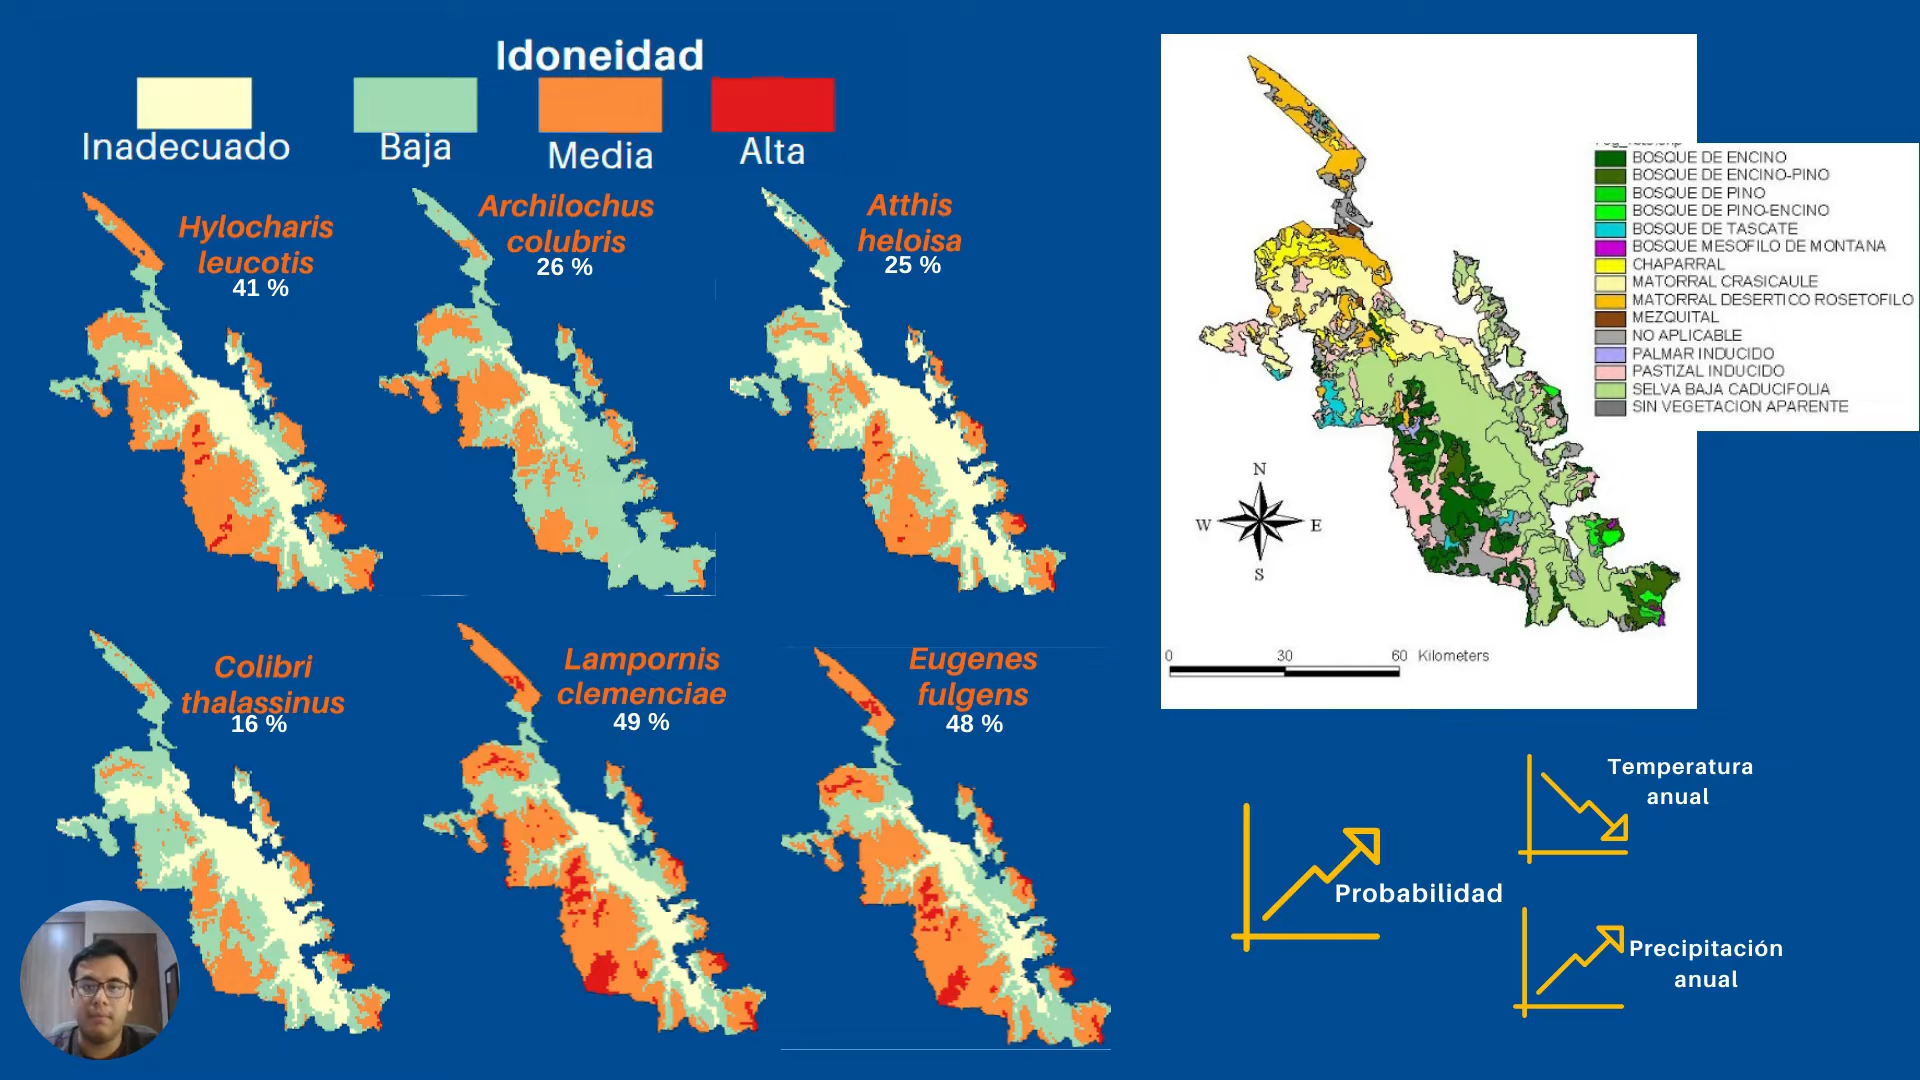 Idoneidad
Inadecuado
Baja
Media
Alta
Hylocharis
leucotis
41 %
Archilochus
colubris
26 %
Atthis
heloisa
25 %
Colibri
thalassinus
16 %
Lampornis
clemenciae
49 %
Eugenes
fulgens
48 %
BOSQUE DE ENCINO
BOSQUE DE ENCINO-PINO
BOSQUE DE PINO
BOSQUE DE PINO-ENCINO
BOSQUE DE TASCATE
BOSQUE MESOFILO DE MONTANA
CHAPARRAL
MATORRAL CRASICAULE
MATORRAL DESERTICO ROSETOFILO
MEZQUITAL
NO APLICABLE
PALMAR INDUCIDO
PASTIZAL INDUCIDO
SELVA BAJA CADUCIFOLIA
SIN VEGETACION APARENTE
N
W E
S
0 30 60 Kilometers
Probabilidad
Temperatura
anual
Precipitación
anual